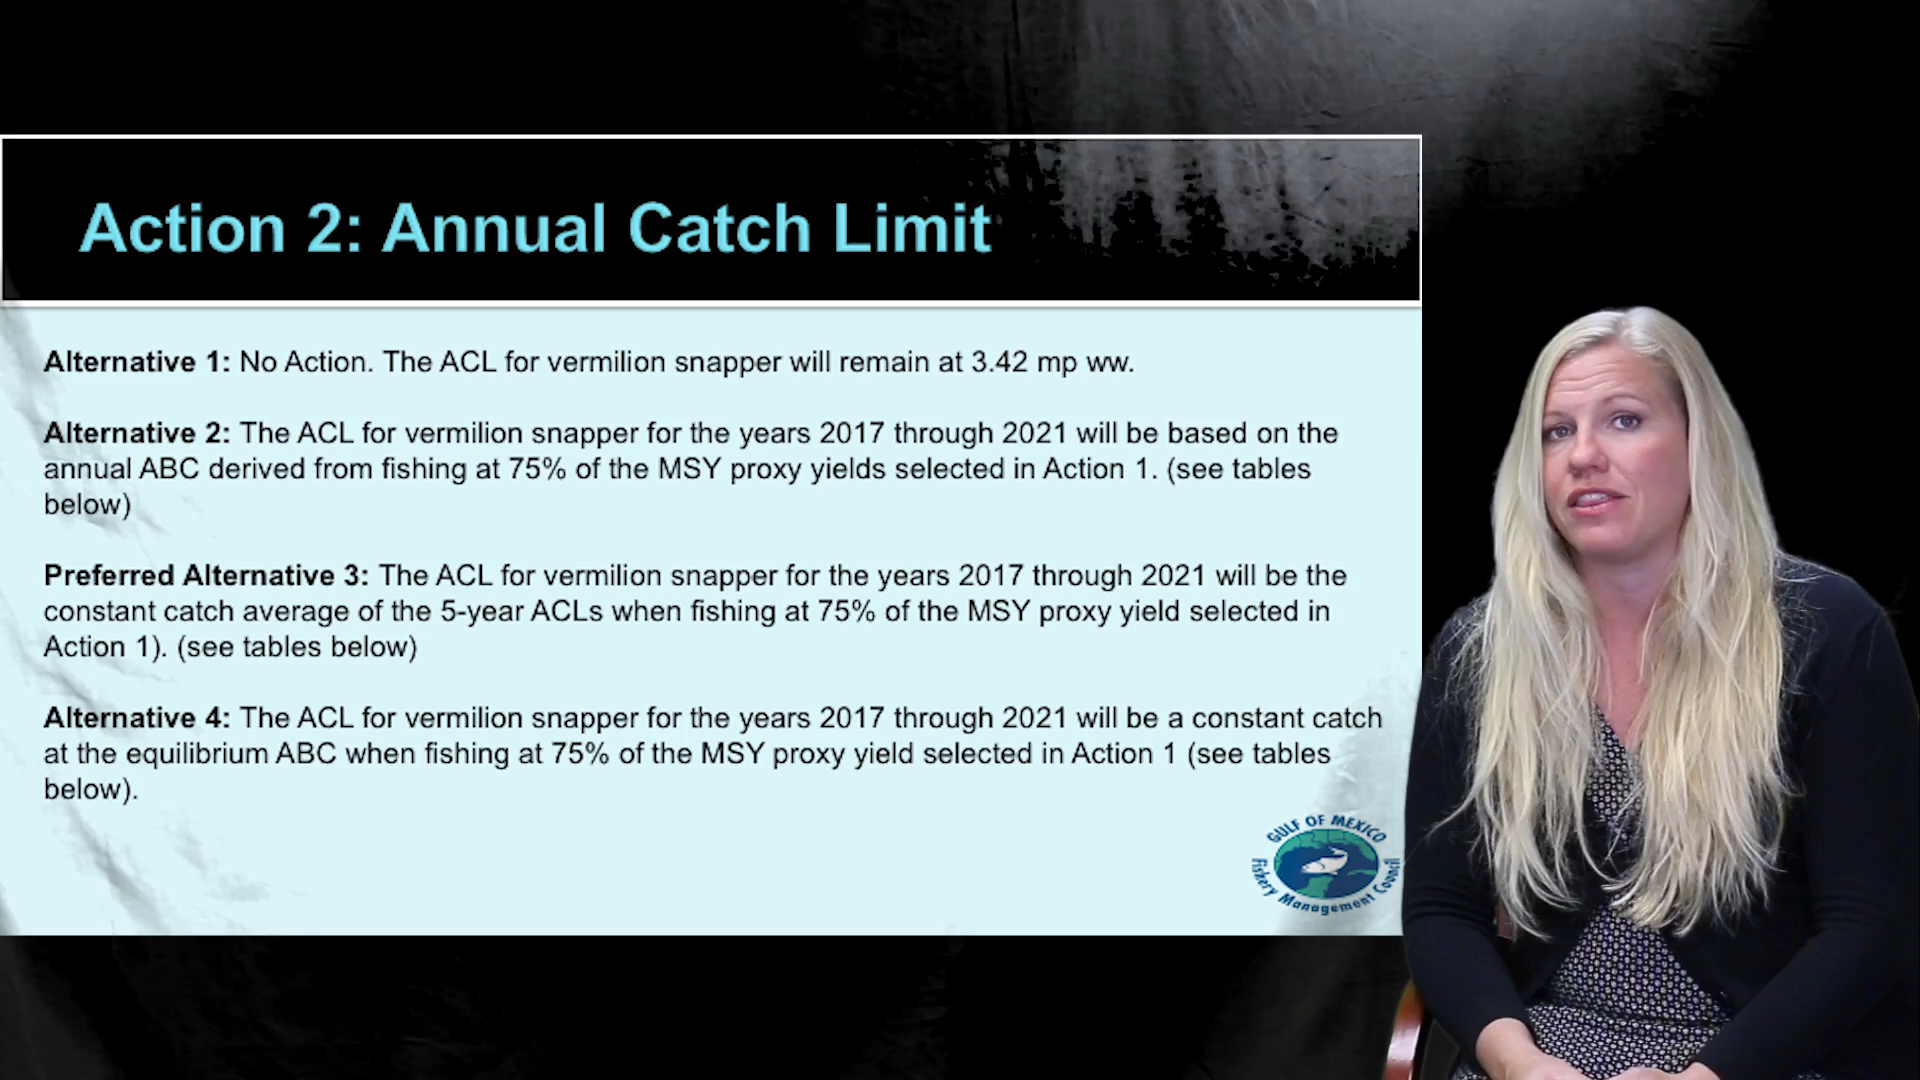 Action 2: Annual Catch Limit
Alternative 1: No Action. The ACL for vermilion snapper will remain at 3.42 mp ww.
Alternative 2: The ACL for vermilion snapper for the years 2017 through 2021 will be based on the
annual ABC derived from fishing at 75% of the MSY proxy yields selected in Action 1. (see tables
below)
Preferred Alternative 3: The ACL for vermilion snapper for the years 2017 through 2021 will be the
constant catch average of the 5-year ACLs when fishing at 75% of the MSY proxy yield selected in
Action 1). (see tables below)
Alternative 4: The ACL for vermilion snapper for the years 2017 through 2021 will be a constant catch
at the equilibrium ABC when fishing at 75% of the MSY proxy yield selected in Action 1 (see tables
below).
GULF OF MEXICO
Fishery Management Council